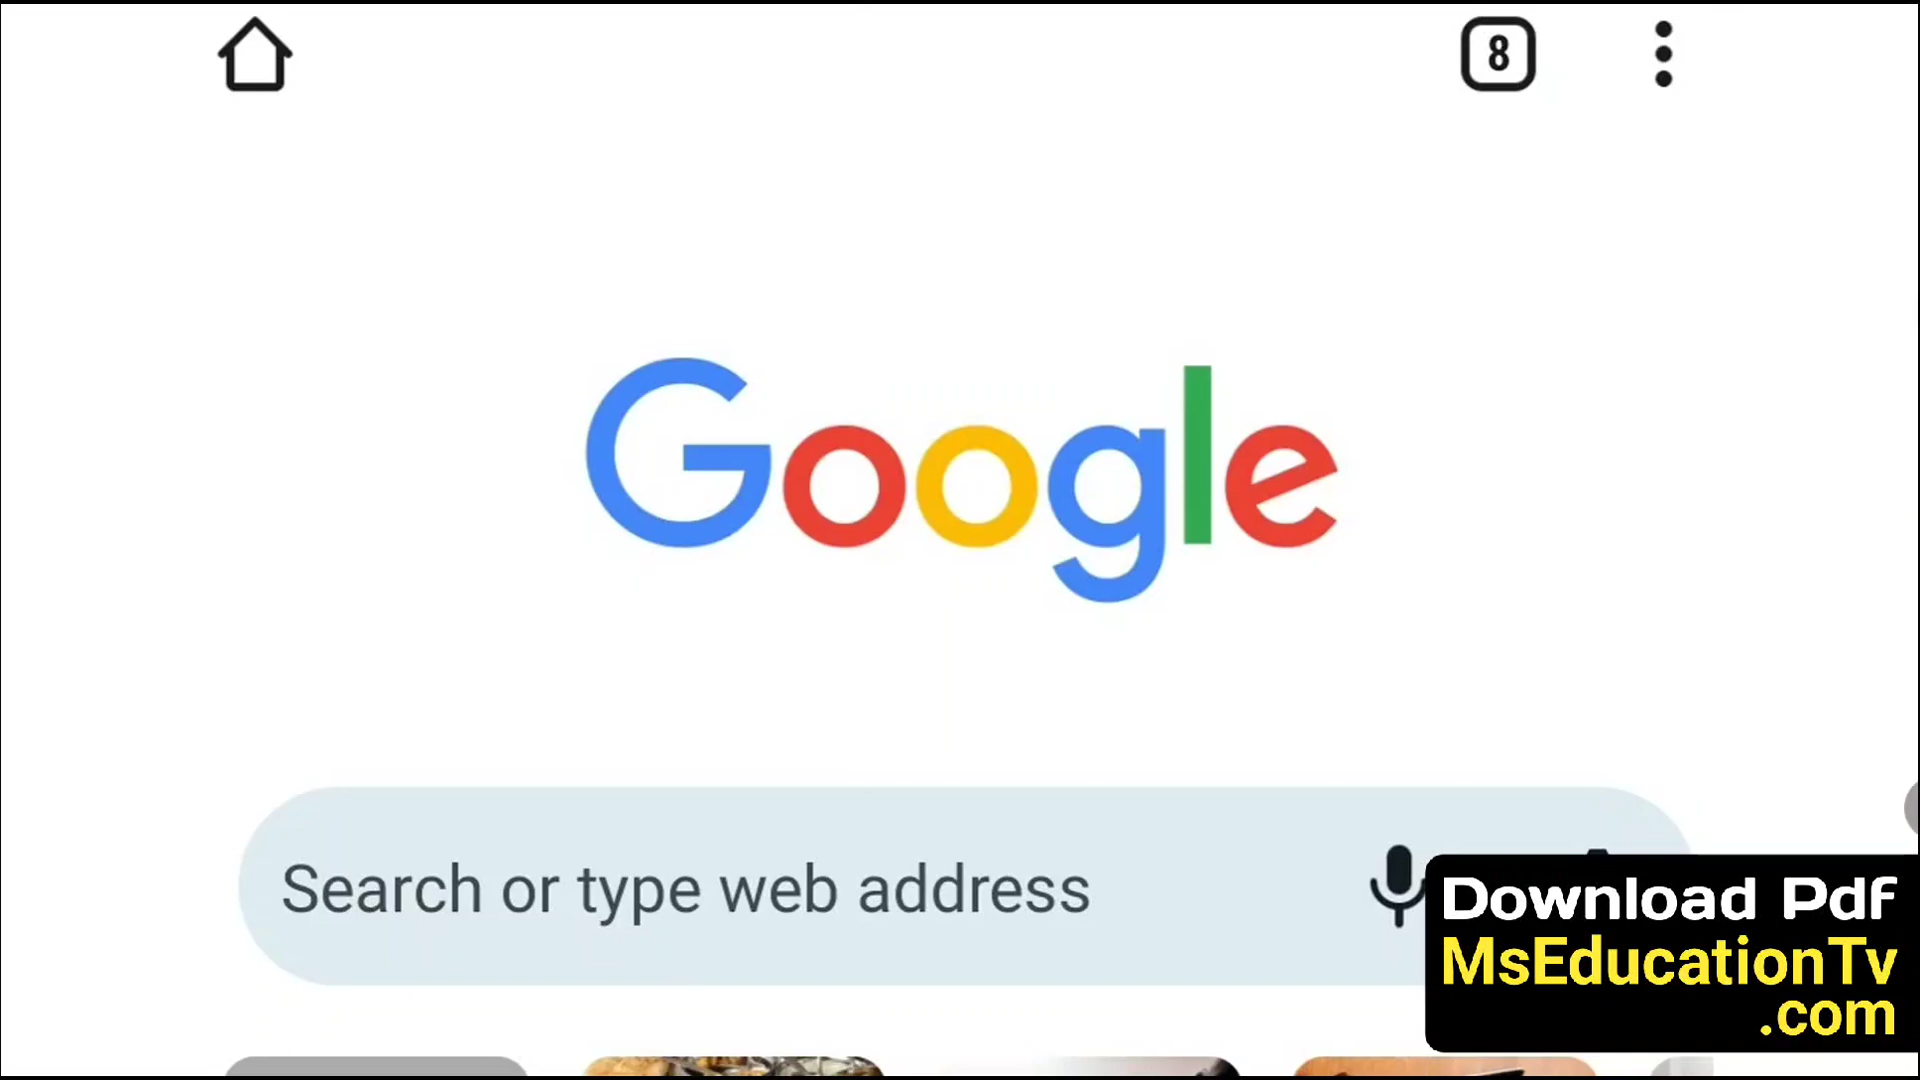 8
Google
Search or type web address
Download Pdf
MsEducationTv
.com